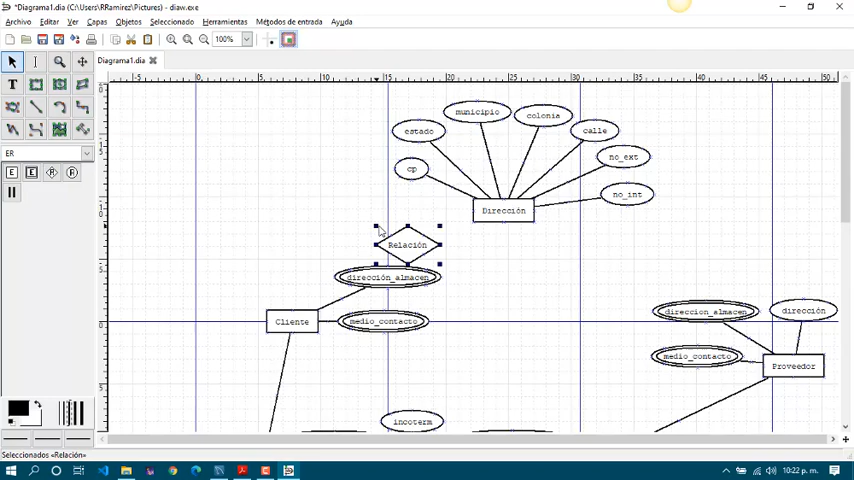 *Diagrama1.dia (C:\Users\RRamirez\Pictures) - diaw.exe
Archivo Editar Ver Capas Objetos Seleccionado Herramientas Métodos de entrada Ayuda
100%
Diagrama1.dia
-5 0 5 10 15 20 25 30 35 40 45 50
T
ER
E E R R
municipio
colonia
estado
calle
no_ext
cp
no_int
Dirección
Relación
dirección_almacen
Cliente
medio_contacto
direccion_almacen
dirección
medio_contacto
Proveedor
incoterm
Seleccionados «Relación»
10:22 p. m.